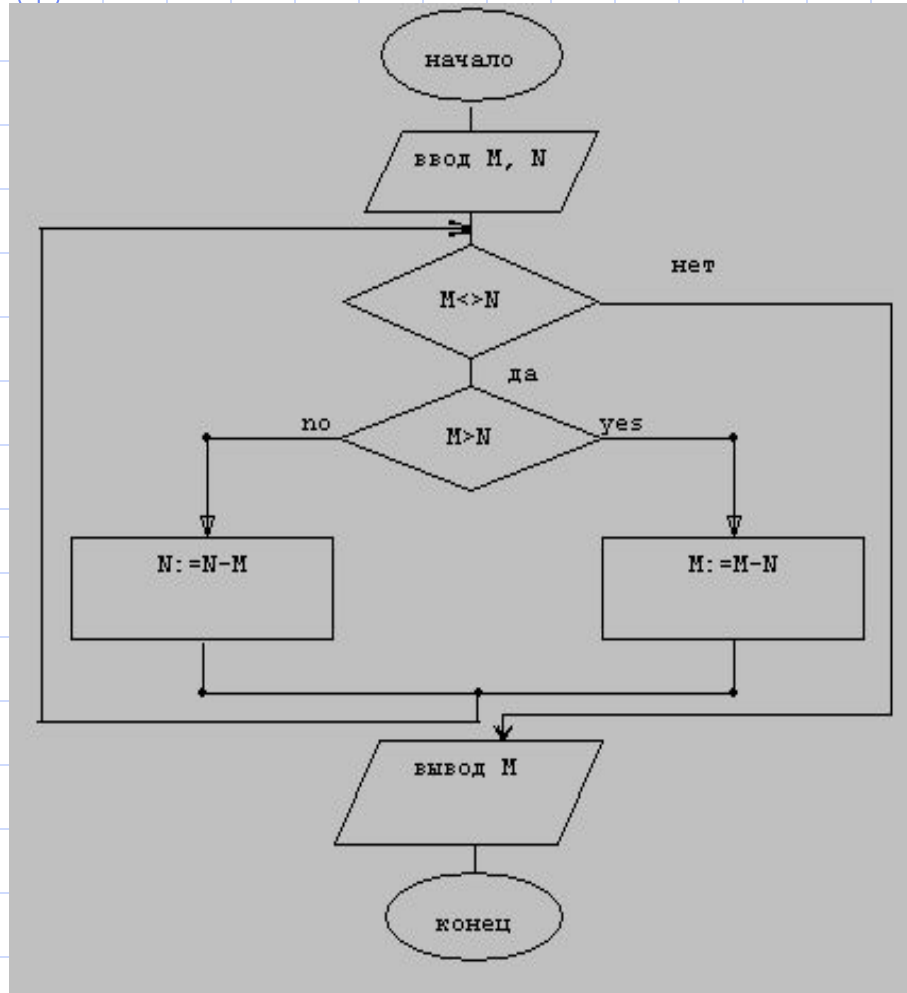 начало
ввод M, N
нет
M<>N
да
no
M>N
yes
N:=N-M
M:=M-N
вывод M
конец